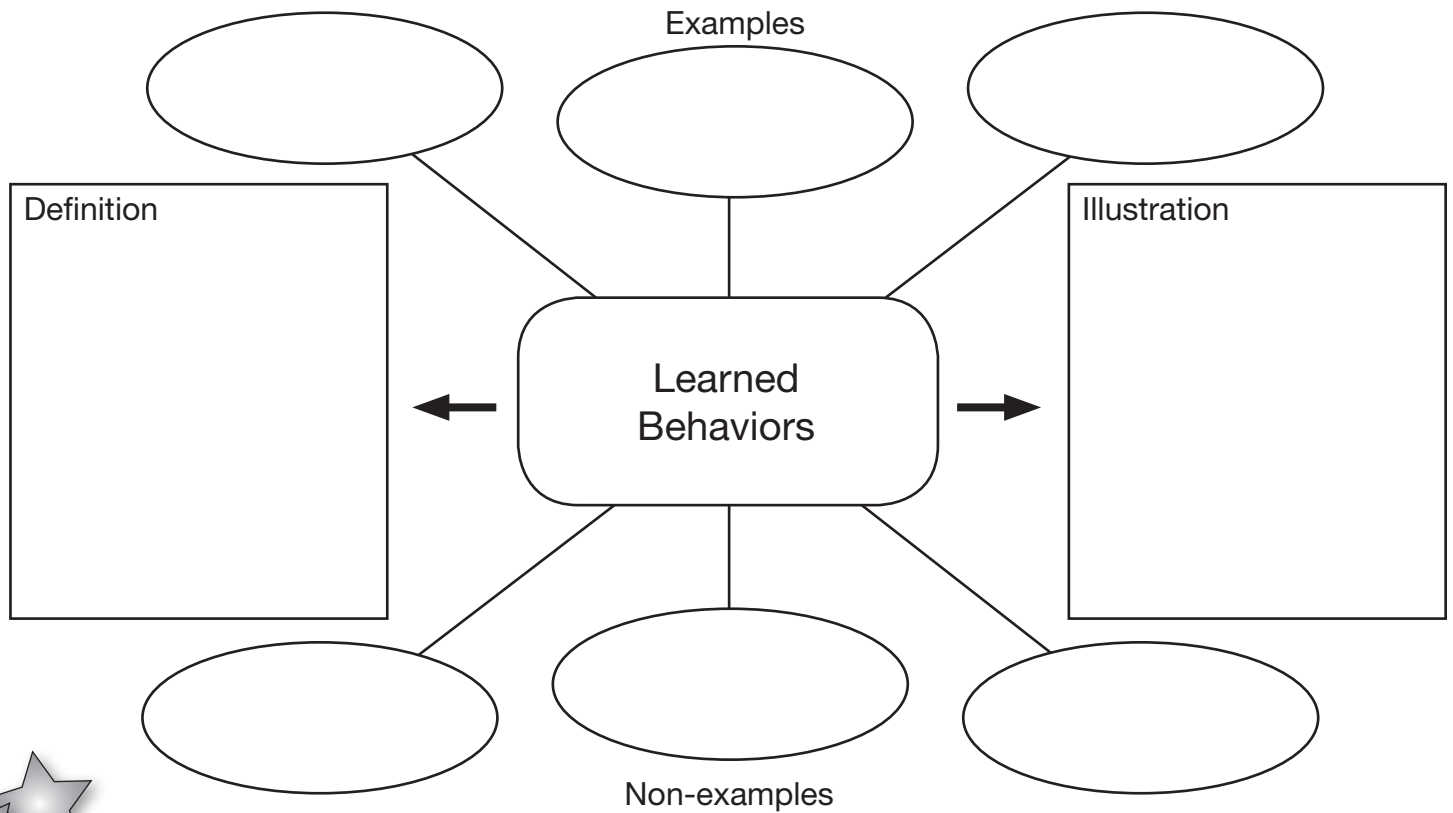 Examples
Definition
Illustration
Learned
Behaviors
Non-examples